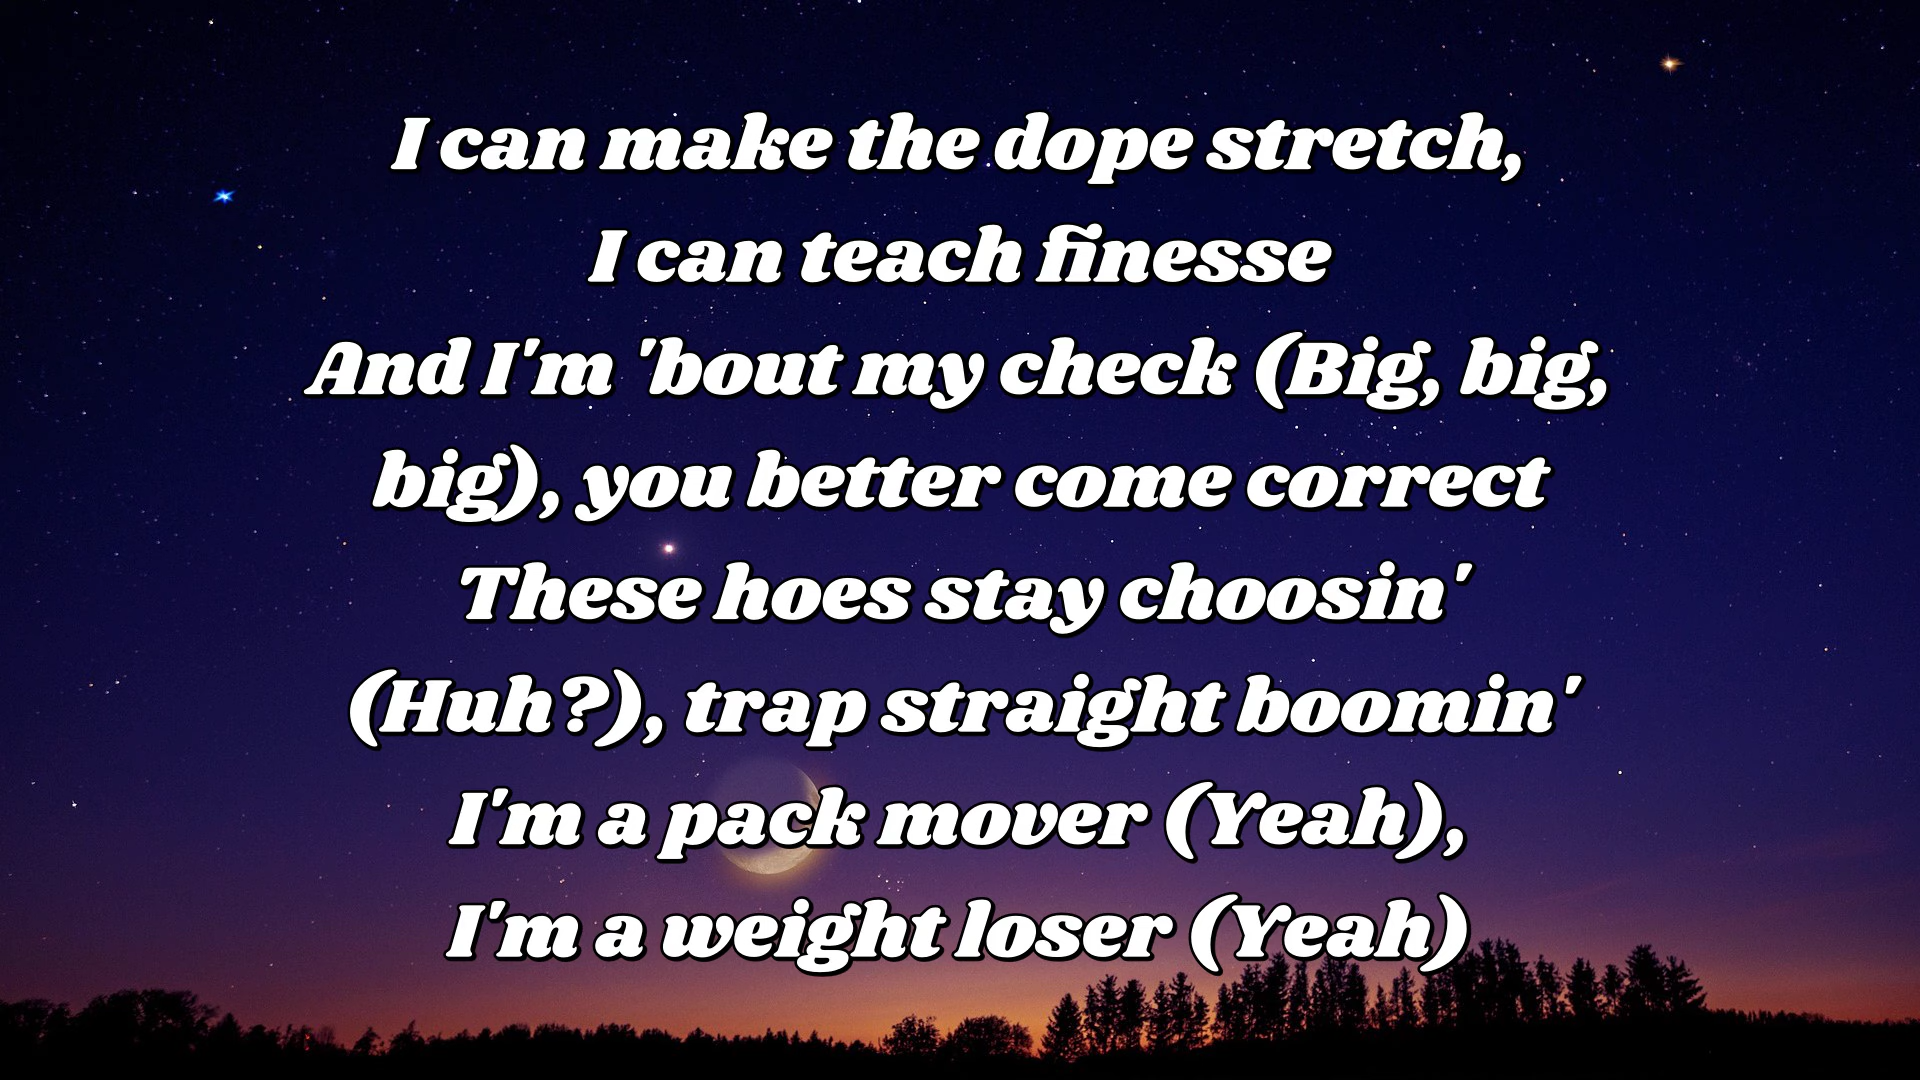 I can make the dope stretch,
I can teach finesse
And I'm 'bout my check (Big, big,
big), you better come correct
These hoes stay choosin'
(Huh?), trap straight boomin'
I'm a pack mover (Yeah),
I'm a weight loser (Yeah)